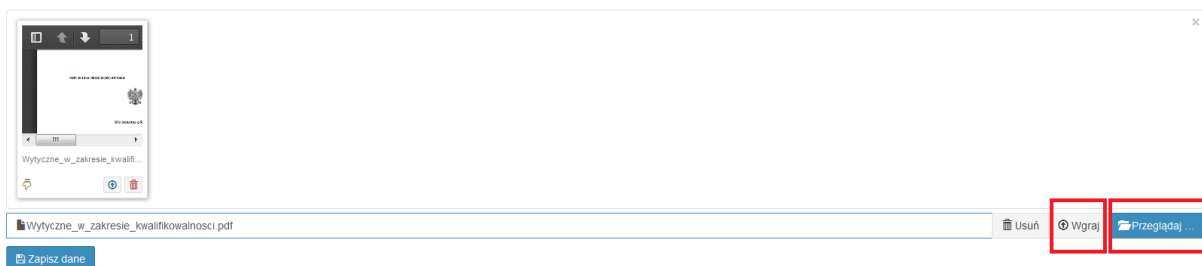 1
Wytyczne_w_zakresie_kwalifi...
Wytyczne_w_zakresie_kwalifikowalnosci.pdf
Usuń
Wgraj
Przeglądaj ...
Zapisz dane